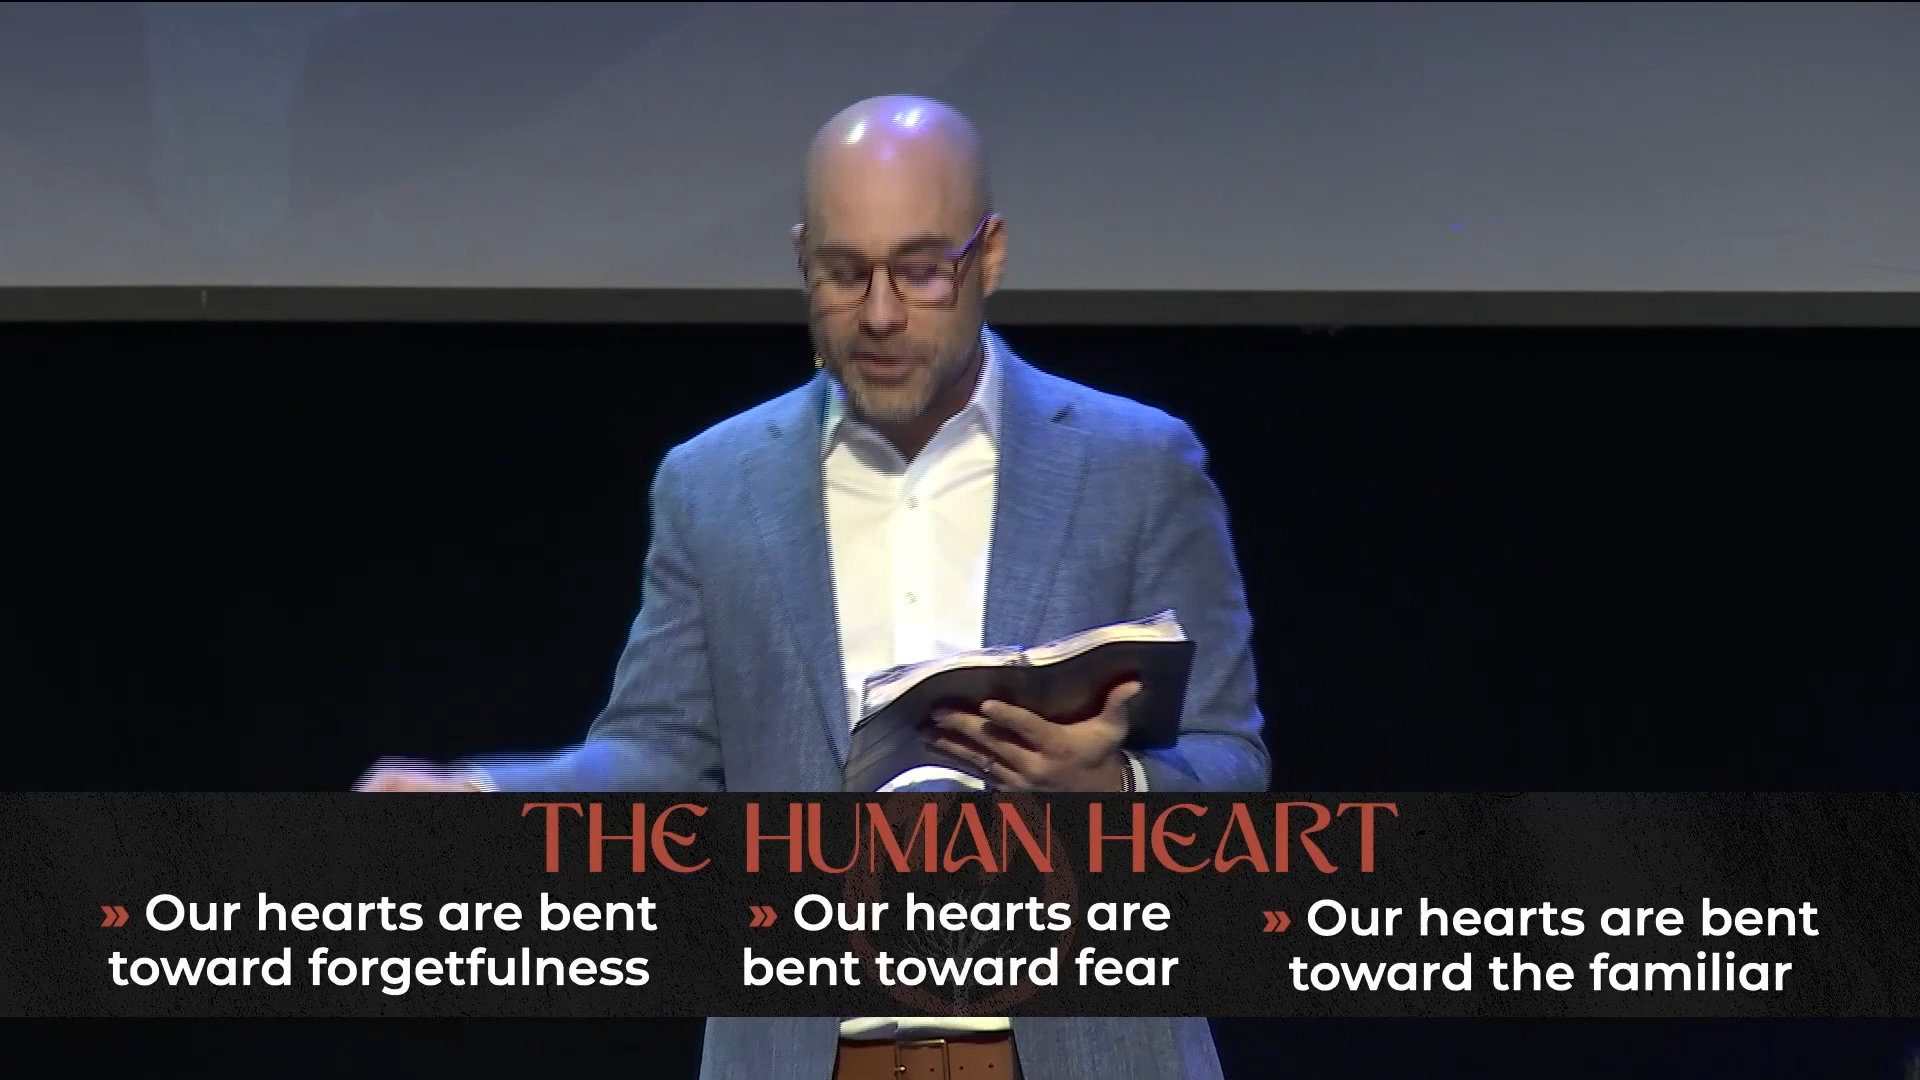 THE HUMAN HEART
» Our hearts are bent
toward forgetfulness
» Our hearts are
bent toward fear
» Our hearts are bent
toward the familiar